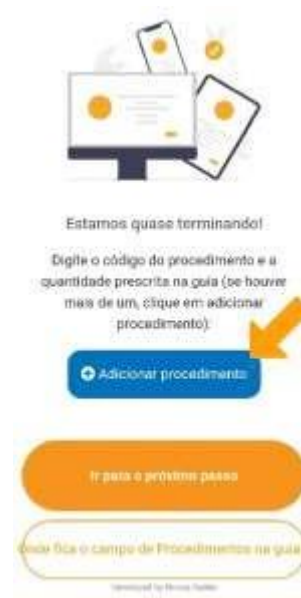 Estamos quase terminando!
Digite o código do procedimento e a
quantidade prescrita na guia (se houver
mais de um, clique em adicionar
procedimento):
Adicionar procedimento
Ir para o próximo passo
Onde fica o campo de Procedimentos na guia